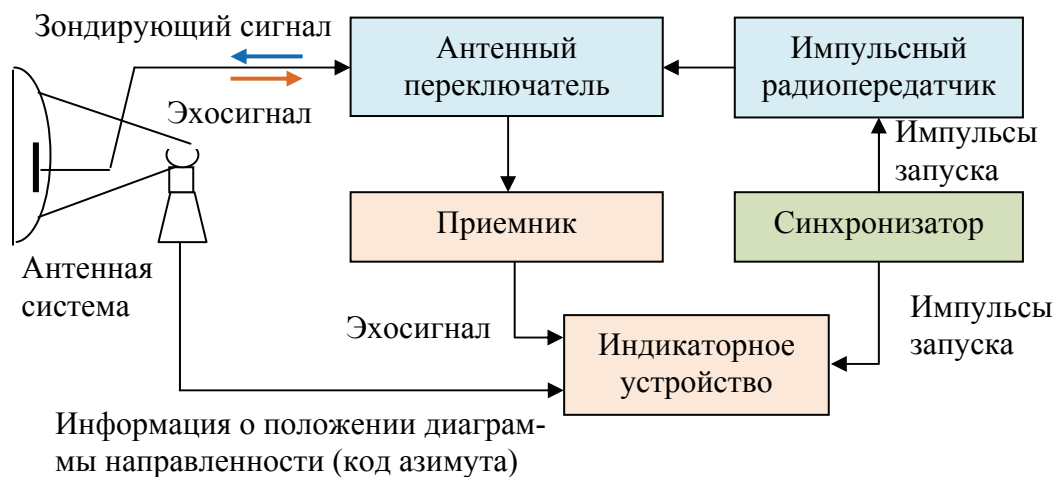 Зондирующий сигнал
Эхосигнал
Антенный
переключатель
Импульсный
радиопередатчик
Импульсы
запуска
Приемник
Синхронизатор
Антенная
система
Эхосигнал
Индикаторное
устройство
Импульсы
запуска
Информация о положении диаграм-
мы направленности (код азимута)